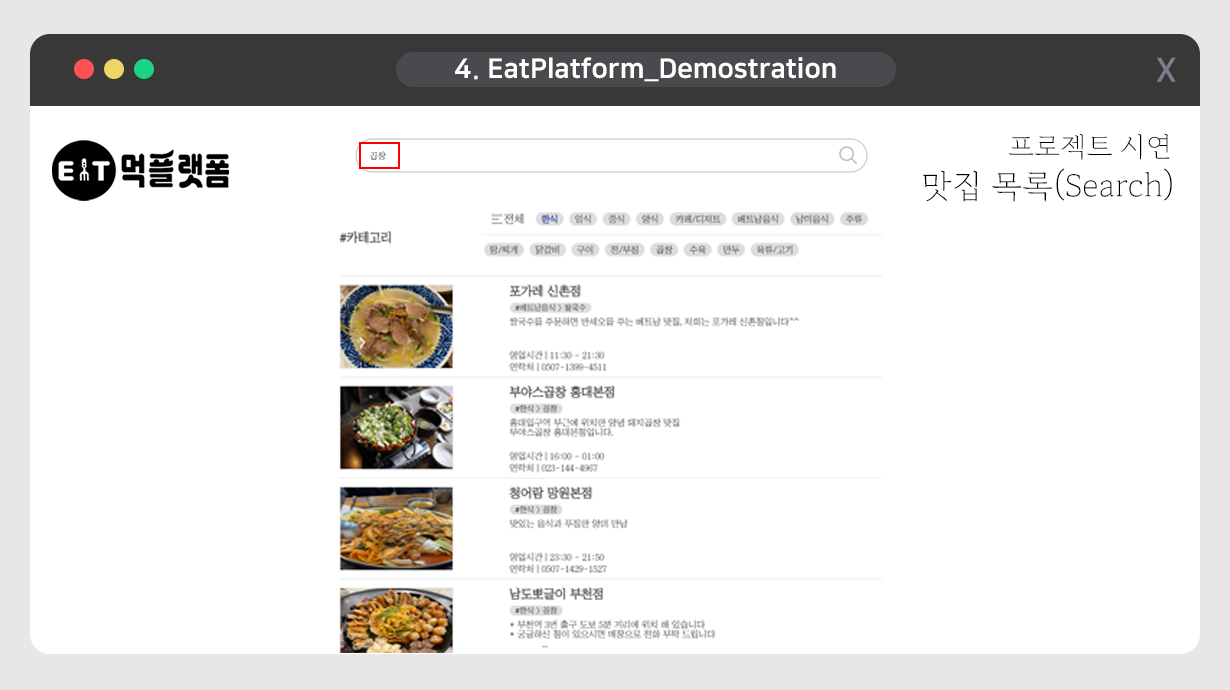 4. EatPlatform_Demostration
X
EAT 먹플랫폼
곱창
프로젝트 시연
맛집 목록(Search)
전체 한식 일식 중식 양식 카페/디저트 베트남음식 남미음식 주류
#카테고리
탕/찌개 닭갈비 구이 전/부침 곱창 수육 만두 육류/고기
포가레 신촌점
#베트남음식 > 쌀국수
쌀국수를 주문하면 반세오를 주는 베트남 맛집, 저희는 포가레 신촌점입니다^^
영업시간 | 11:30 - 21:30
연락처 | 0507-1399-4511
부야스곱창 홍대본점
#한식 > 곱창
홍대입구역 부근에 위치한 양념 돼지곱창 맛집
부야스곱창 홍대본점입니다.
영업시간 | 16:00 - 01:00
연락처 | 023-144-4967
청어람 망원본점
#한식 > 곱창
맛있는 음식과 푸짐한 양의 만남
영업시간 | 23:30 - 21:50
연락처 | 0507-1429-1527
남도뽀글이 부천점
#한식 > 곱창
* 부천역 3번 출구 도보 5분 거리에 위치 해 있습니다
* 궁금하신 점이 있으시면 매장으로 전화 부탁 드립니다